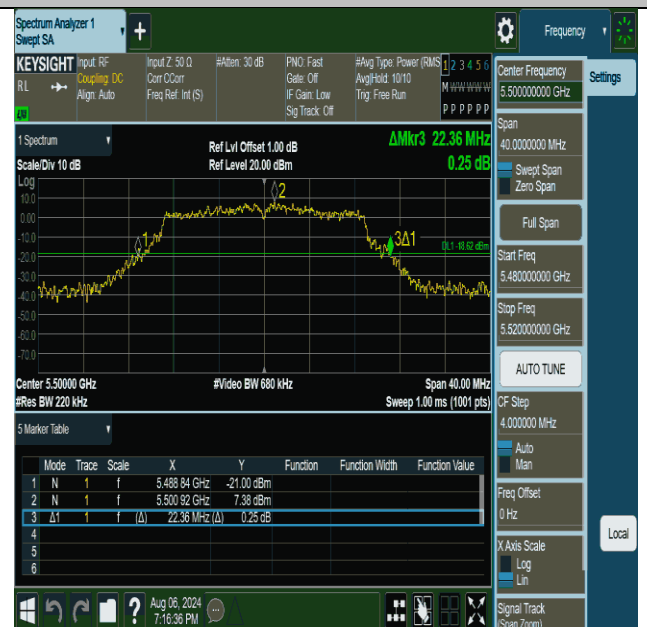 Spectrum Analyzer 1
Swept SA
Frequency
KEYSIGHT
RL
LXI
Input: RF
Coupling: DC
Align: Auto
Input Z: 50 Ω
Corr CCorr
Freq Ref: Int (S)
#Atten: 30 dB
PNO: Fast
Gate: Off
IF Gain: Low
Sig Track: Off
#Avg Type: Power (RMS
Avg|Hold: 10/10
Trig: Free Run
1 2 3 4 5 6
M W W W W W
P P P P P P
1 Spectrum
Scale/Div 10 dB
Ref Lvl Offset 1.00 dB
Ref Level 20.00 dBm
ΔMkr3 22.36 MHz
0.25 dB
Log
10.0
0.00
-10.0
-20.0
-30.0
-40.0
-50.0
-60.0
-70.0
1
2
3Δ1
DL1 -18.62 dBm
Center 5.50000 GHz
#Res BW 220 kHz
#Video BW 680 kHz
Span 40.00 MHz
Sweep 1.00 ms (1001 pts)
5 Marker Table
Mode Trace Scale X Y Function Function Width Function Value
1 N 1 f 5.488 84 GHz -21.00 dBm
2 N 1 f 5.500 92 GHz 7.38 dBm
3 Δ1 1 f (Δ) 22.36 MHz (Δ) 0.25 dB
4
5
6
Aug 06, 2024
7:16:36 PM
Settings
Center Frequency
5.500000000 GHz
Span
40.0000000 MHz
Swept Span
Zero Span
Full Span
Start Freq
5.480000000 GHz
Stop Freq
5.520000000 GHz
AUTO TUNE
CF Step
4.000000 MHz
Auto
Man
Freq Offset
0 Hz
X Axis Scale
Log
Lin
Signal Track
(Span Zoom)
Local